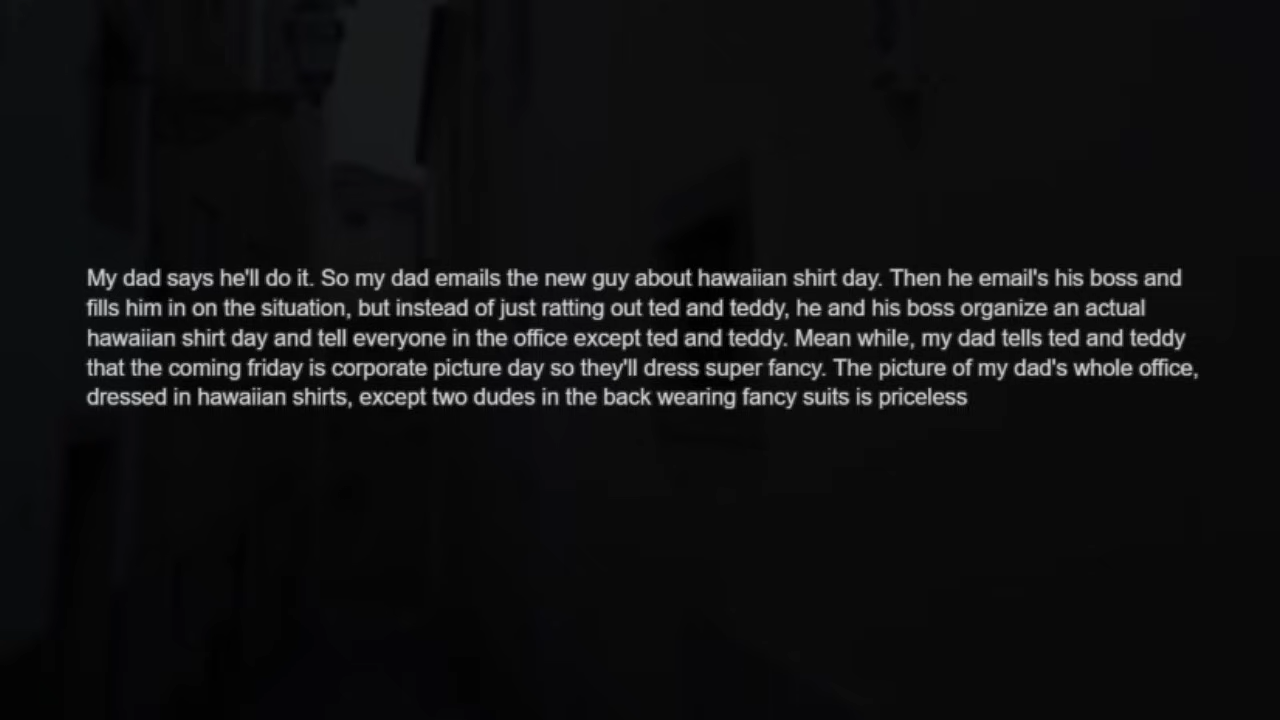 My dad says he'll do it. So my dad emails the new guy about hawaiian shirt day. Then he email's his boss and
fills him in on the situation, but instead of just ratting out ted and teddy, he and his boss organize an actual
hawaiian shirt day and tell everyone in the office except ted and teddy. Mean while, my dad tells ted and teddy
that the coming friday is corporate picture day so they'll dress super fancy. The picture of my dad's whole office,
dressed in hawaiian shirts, except two dudes in the back wearing fancy suits is priceless